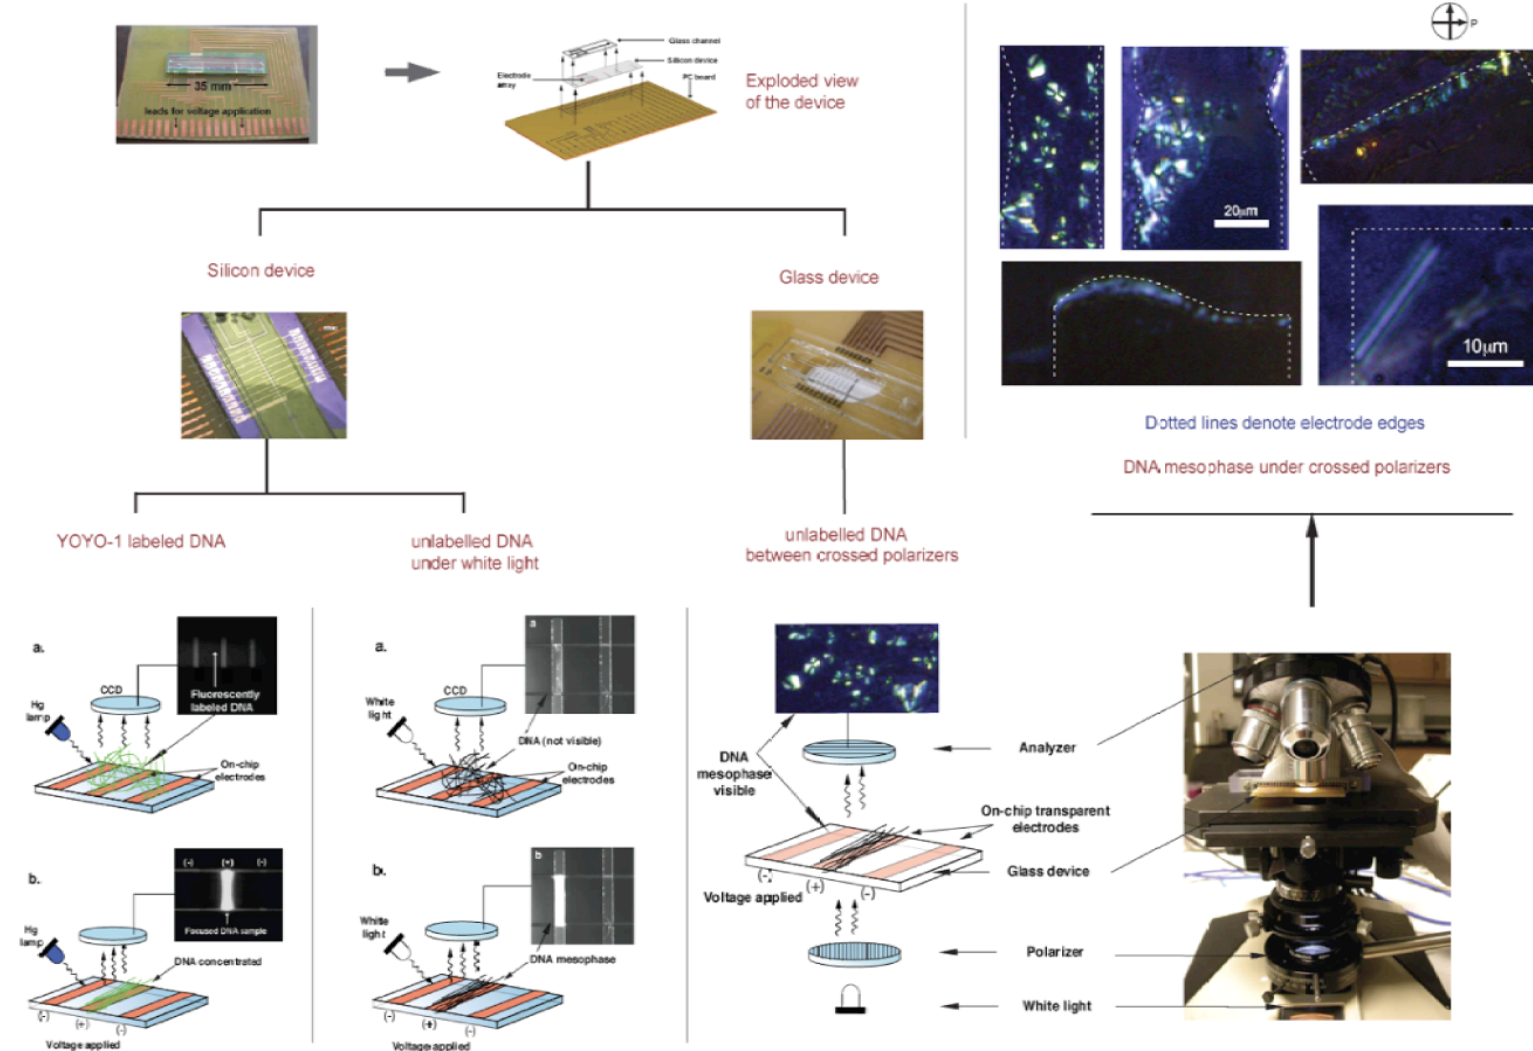 35 mm
leads for voltage application
Glass channel
Silicon device
Electrode
array
PC board
Exploded view
of the device
P
20μm
10μm
Dotted lines denote electrode edges
DNA mesophase under crossed polarizers
Silicon device
Glass device
YOYO-1 labeled DNA
unlabelled DNA
under white light
unlabelled DNA
between crossed polarizers
a.
CCD
Hg
lamp
Fluorescently
labeled DNA
On-chip
electrodes
b.
(-) (+) (-)
Focused DNA sample
Hg
lamp
DNA concentrated
(-) (+) (-)
Voltage applied
a.
a
CCD
White
light
DNA (not visible)
On-chip
electrodes
b.
b
White
light
DNA mesophase
(-) (+) (-)
Voltage applied
DNA
mesophase
visible
Analyzer
On-chip transparent
electrodes
Glass device
(-) (+) (-)
Voltage applied
Polarizer
White light